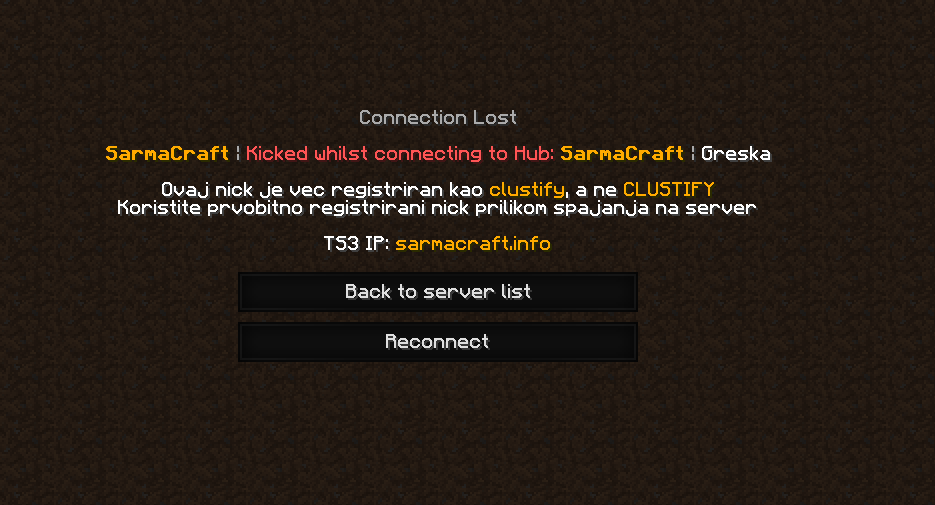 Connection Lost
SarmaCraft ¦ Kicked whilst connecting to Hub: SarmaCraft ¦ Greska
Ovaj nick je vec registriran kao clustify, a ne CLUSTIFY
Koristite prvobitno registrirani nick prilikom spajanja na server
TS3 IP: sarmacraft.info
Back to server list
Reconnect